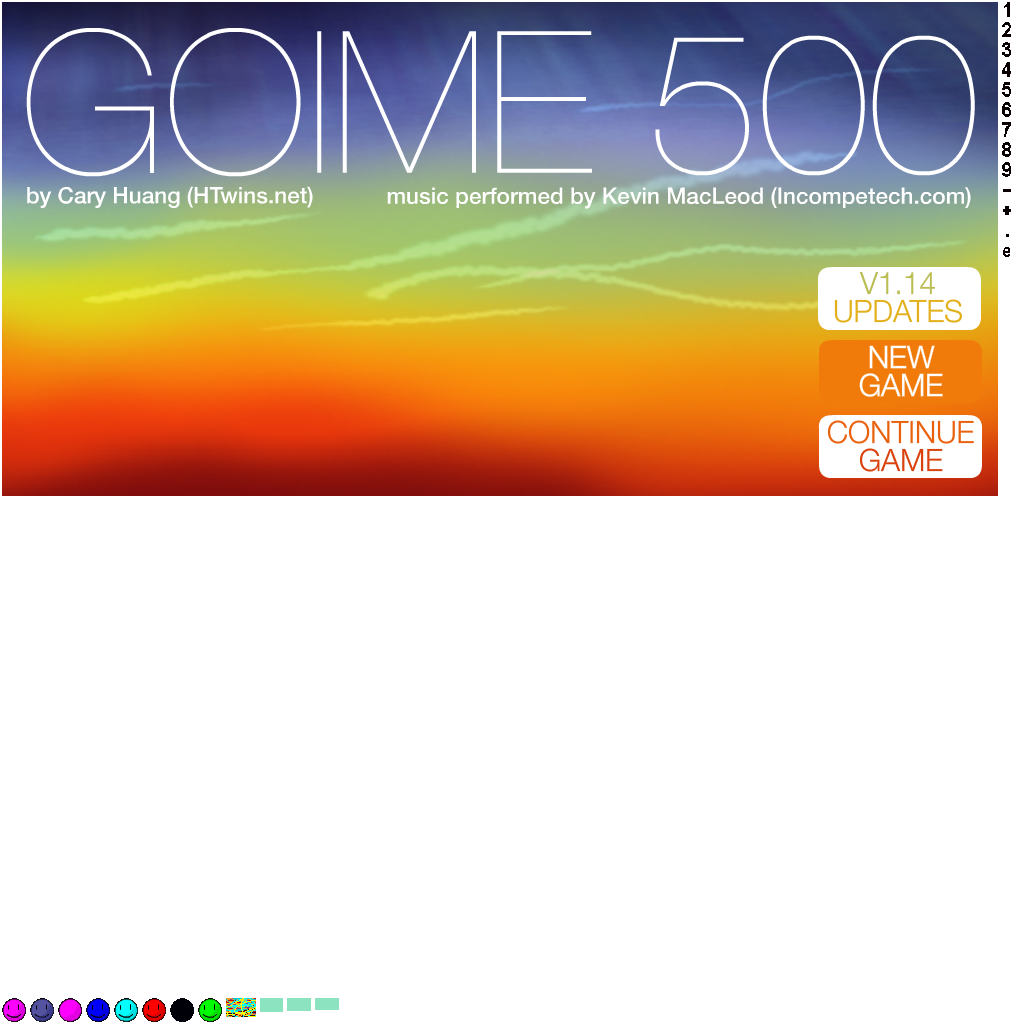 GOIME 500
by Cary Huang (HTwins.net)
music performed by Kevin MacLeod (Incompetech.com)
V1.14
UPDATES
NEW
GAME
CONTINUE
GAME
1
2
3
4
5
6
7
8
9
-
+
.
e